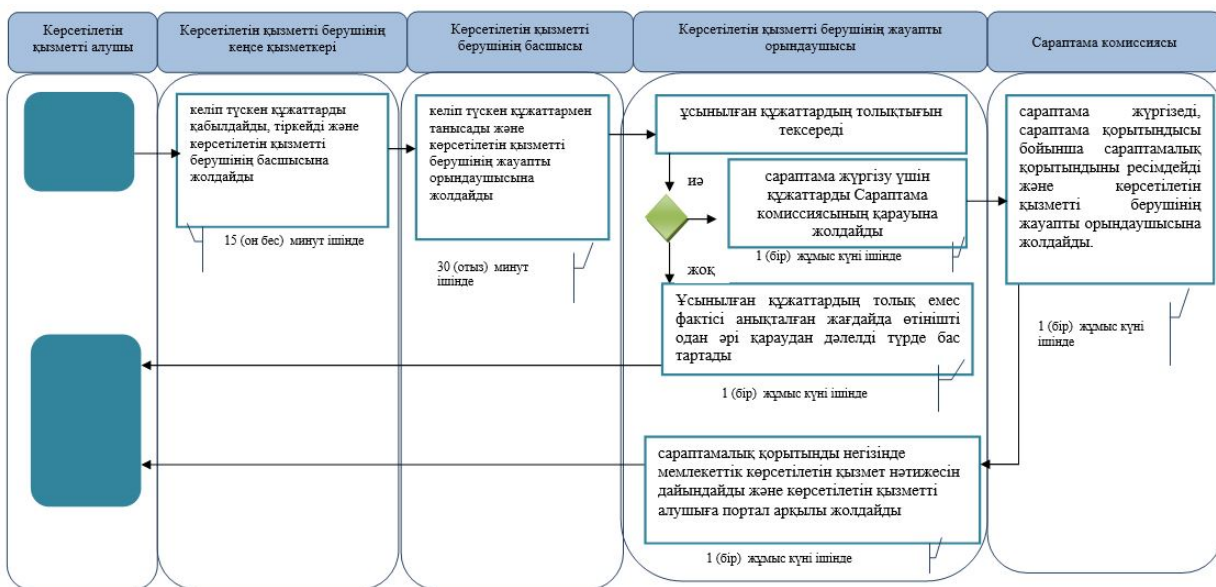 Көрсетілетін
қызметті алушы
Көрсетілетін қызметті берушінің
кеңсе қызметкері
Көрсетілетін қызметті
берушінің басшысы
Көрсетілетін қызметті берушінің жауапты
орындаушысы
Сараптама комиссиясы
келіп түскен құжаттарды
қабылдайды, тіркейді және
көрсетілетін қызметті
берушінің басшысына
жолдайды
15 (он бес) минут ішінде
келіп түскен құжаттармен
танысады және
көрсетілетін қызметті
берушінің жауапты
орындаушысына
жолдайды
30 (отыз) минут
ішінде
ұсынылған құжаттардың толықтығын
тексереді
иә
сараптама жүргізу үшін
құжаттарды Сараптама
комиссиясының қарауына
жолдайды
1 (бір) жұмыс күні ішінде
жоқ
Ұсынылған құжаттардың толық емес
фактісі анықталған жағдайда өтінішті
одан әрі қараудан дәлелді түрде бас
тартады
1 (бір) жұмыс күні ішінде
сараптама жүргізеді,
сараптама қорытындысы
бойынша сараптамалық
қорытындыны ресімдейді
және көрсетілетін
қызметті берушінің
жауапты орындаушысына
жолдайды.
1 (бір) жұмыс күні
ішінде
сараптамалық қорытынды негізінде
мемлекеттік көрсетілетін қызмет нәтижесін
дайындайды және көрсетілетін қызметті
алушыға портал арқылы жолдайды
1 (бір) жұмыс күні ішінде